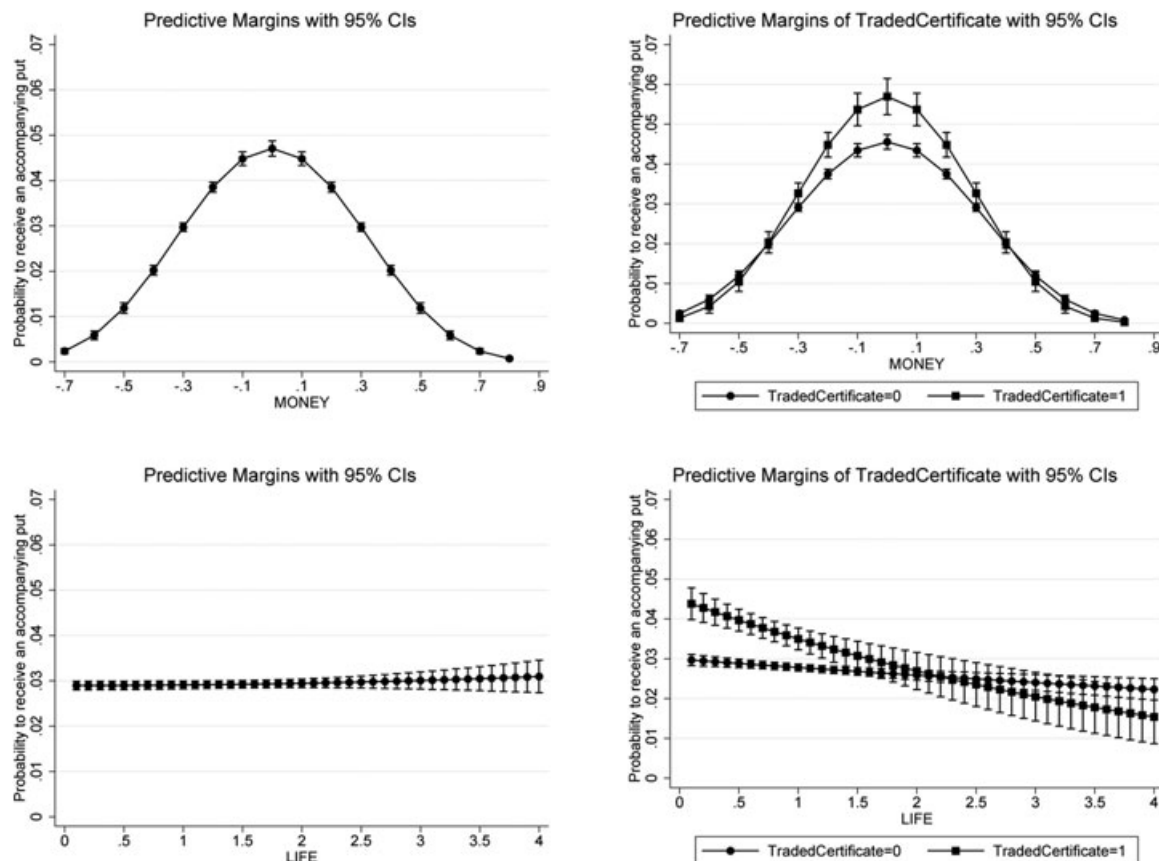 Predictive Margins with 95% CIs
Probability to receive an accompanying put
.07
.06
.05
.04
.03
.02
.01
0
-.7 -.5 -.3 -.1 .1 .3 .5 .7 .9
MONEY
Predictive Margins of TradedCertificate with 95% CIs
Probability to receive an accompanying put
.07
.06
.05
.04
.03
.02
.01
0
-.7 -.5 -.3 -.1 .1 .3 .5 .7 .9
MONEY
TradedCertificate=0 TradedCertificate=1
Predictive Margins with 95% CIs
Probability to receive an accompanying put
.07
.06
.05
.04
.03
.02
.01
0
0 .5 1 1.5 2 2.5 3 3.5 4
LIFE
Predictive Margins of TradedCertificate with 95% CIs
Probability to receive an accompanying put
.07
.06
.05
.04
.03
.02
.01
0
0 .5 1 1.5 2 2.5 3 3.5 4
LIFE
TradedCertificate=0 TradedCertificate=1